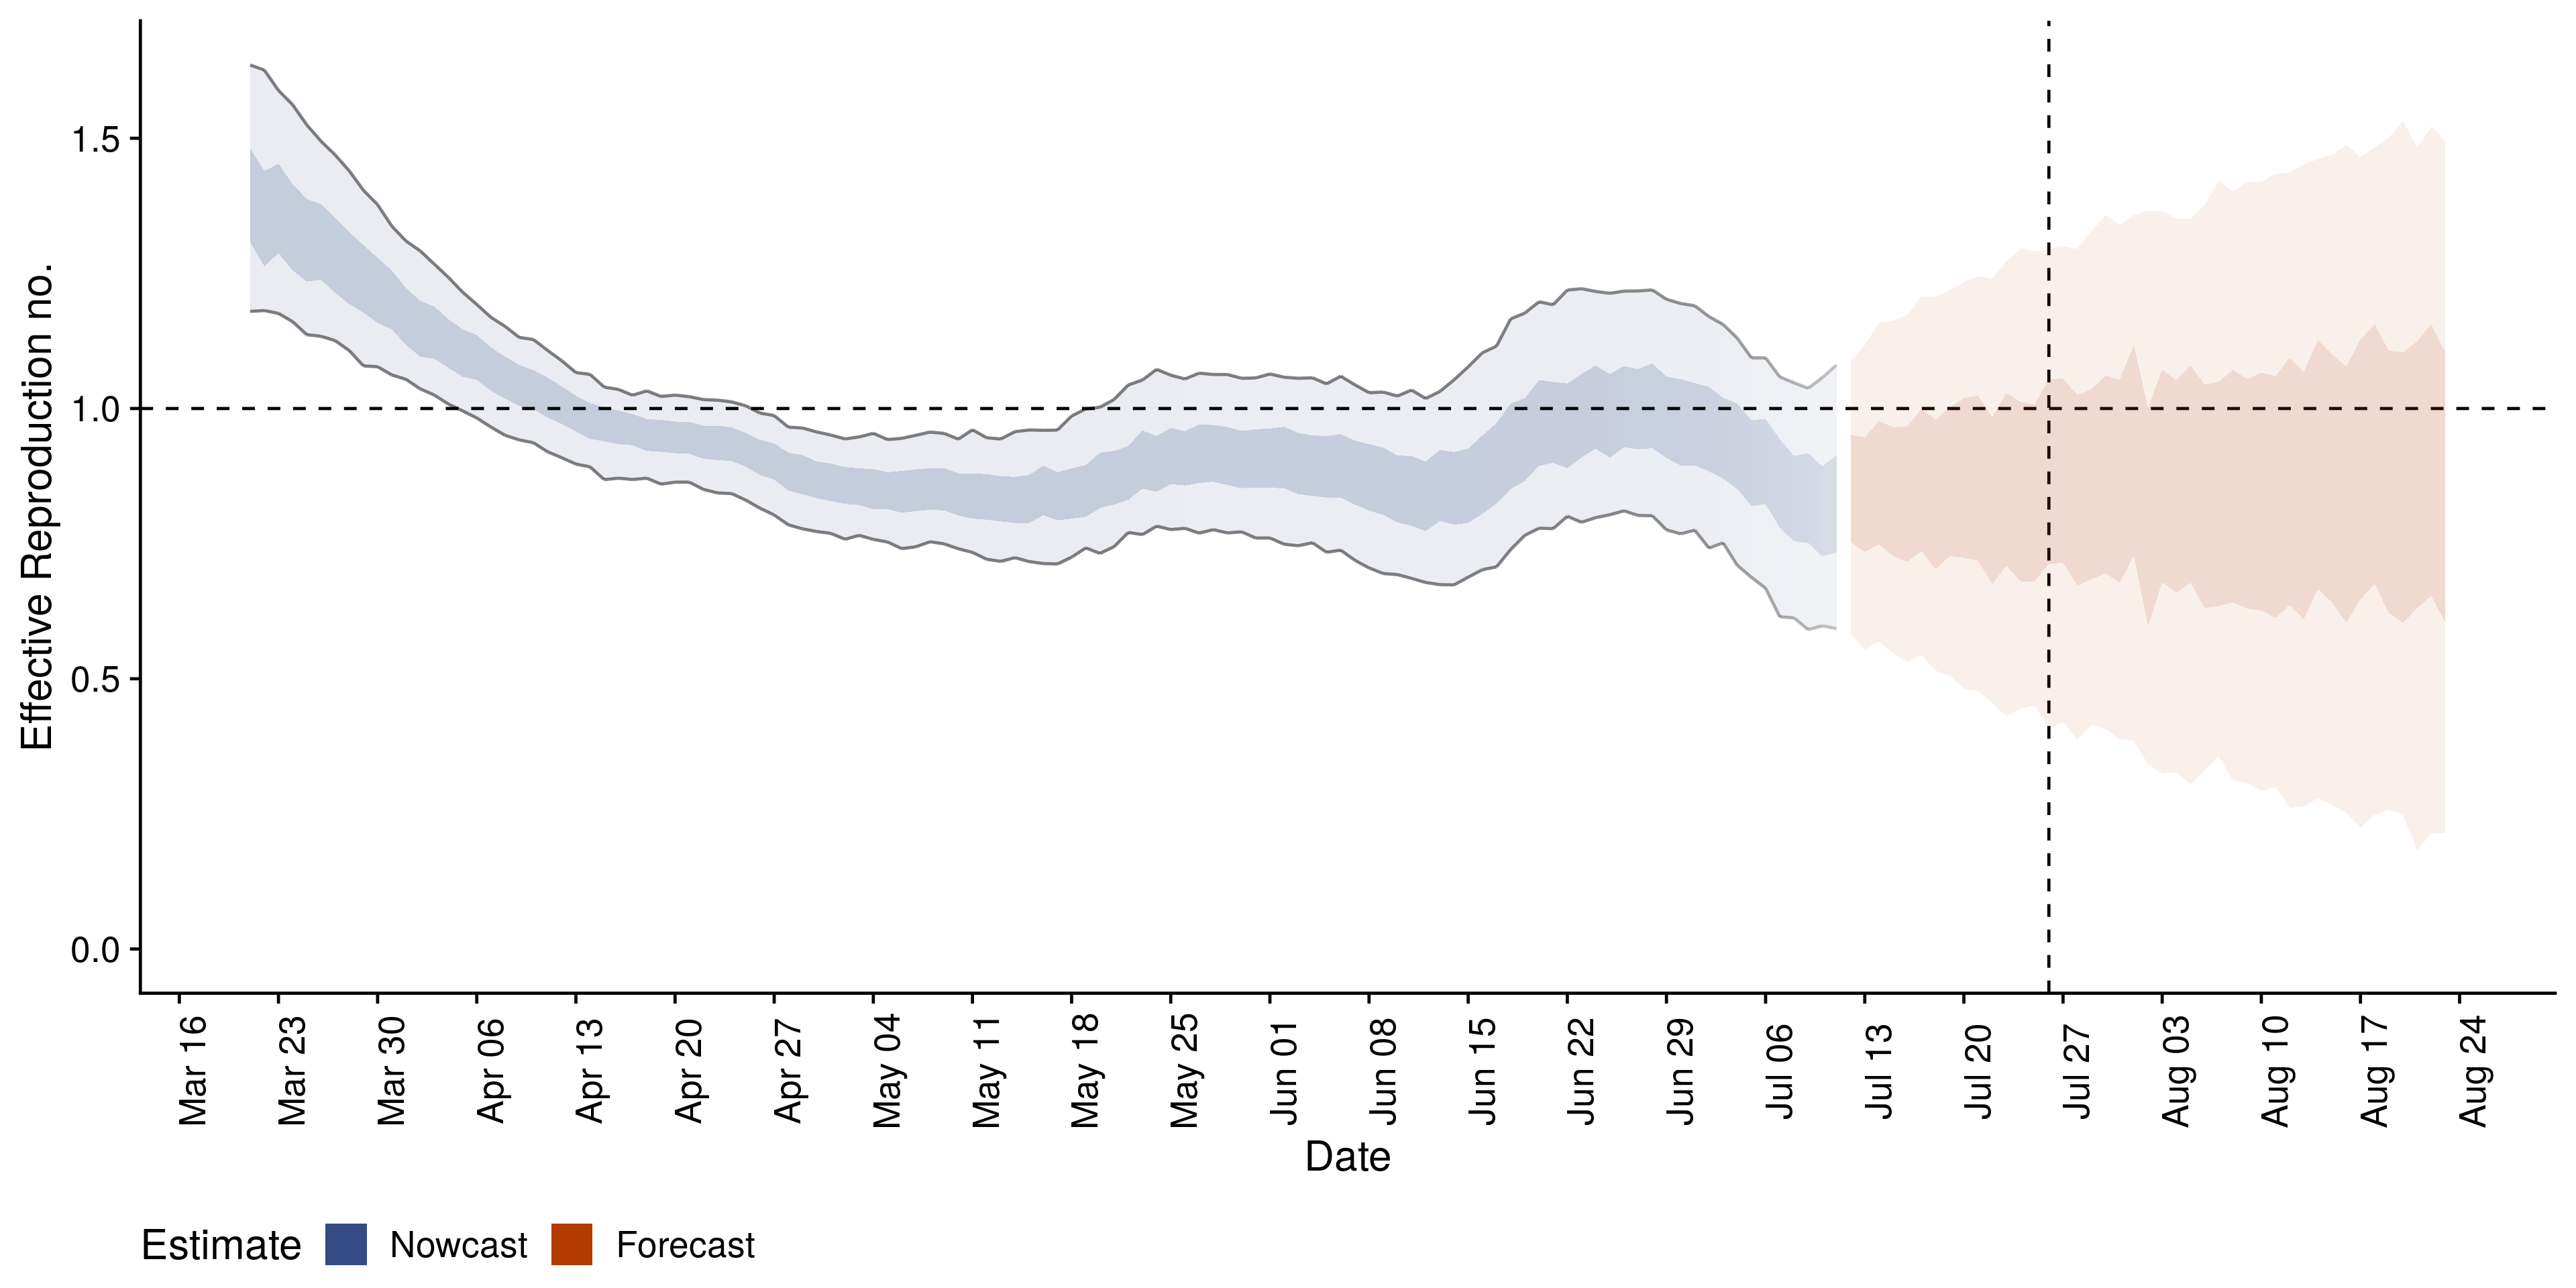 Effective Reproduction no.
1.5
1.0
0.5
0.0
Mar 16
Mar 23
Mar 30
Apr 06
Apr 13
Apr 20
Apr 27
May 04
May 11
May 18
May 25
Jun 01
Jun 08
Jun 15
Jun 22
Jun 29
Jul 06
Jul 13
Jul 20
Jul 27
Aug 03
Aug 10
Aug 17
Aug 24
Date
Estimate Nowcast Forecast